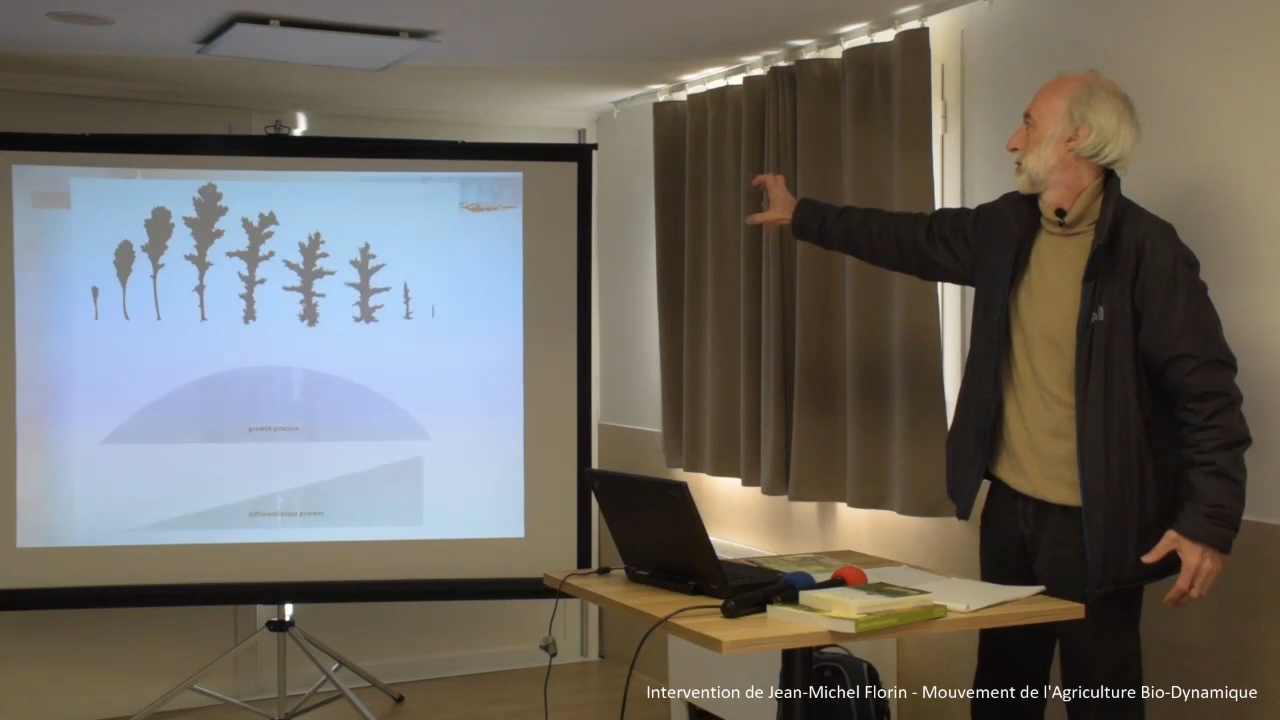 growth process
differentiation process
Intervention de Jean-Michel Florin - Mouvement de l'Agriculture Bio-Dynamique